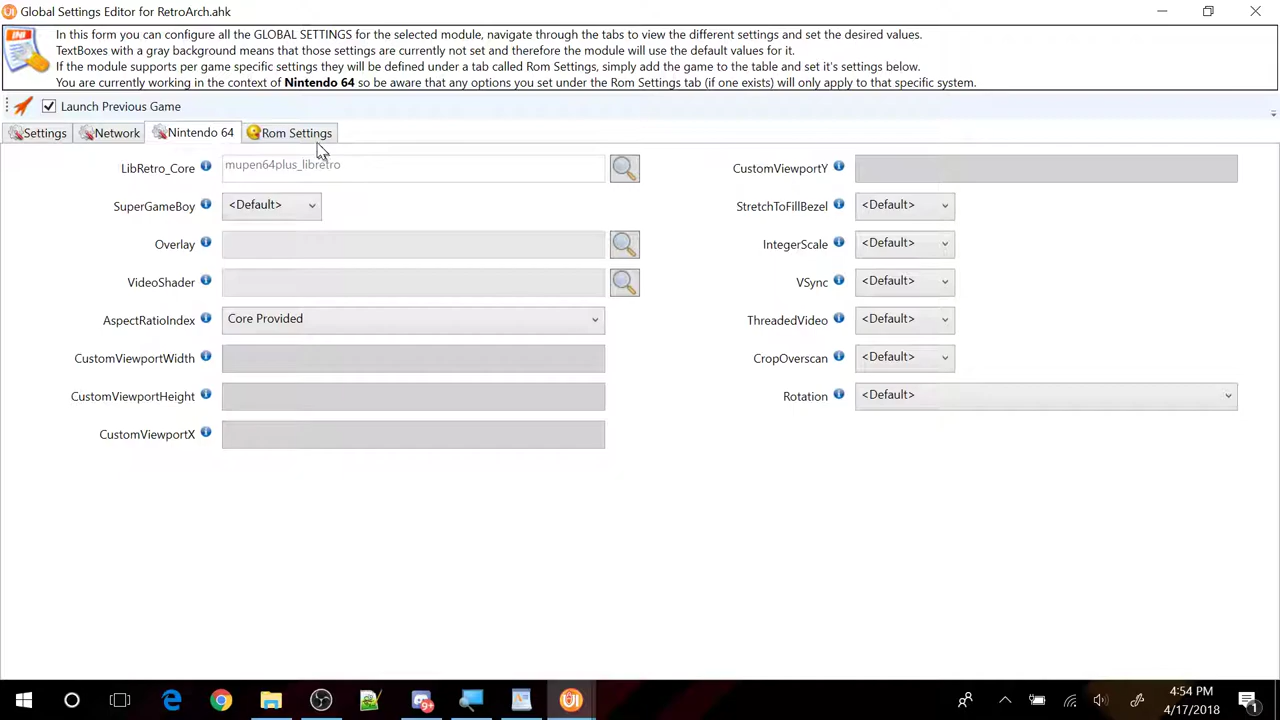 Global Settings Editor for RetroArch.ahk
In this form you can configure all the GLOBAL SETTINGS for the selected module, navigate through the tabs to view the different settings and set the desired values.
TextBoxes with a gray background means that those settings are currently not set and therefore the module will use the default values for it.
If the module supports per game specific settings they will be defined under a tab called Rom Settings, simply add the game to the table and set it's settings below.
You are currently working in the context of Nintendo 64 so be aware that any options you set under the Rom Settings tab (if one exists) will only apply to that specific system.
Launch Previous Game
Settings Network Nintendo 64 Rom Settings
LibRetro_Core mupen64plus_libretro CustomViewportY
SuperGameBoy <Default> StretchToFillBezel <Default>
Overlay IntegerScale <Default>
VideoShader VSync <Default>
AspectRatioIndex Core Provided ThreadedVideo <Default>
CustomViewportWidth CropOverscan <Default>
CustomViewportHeight Rotation <Default>
CustomViewportX
4:54 PM
4/17/2018